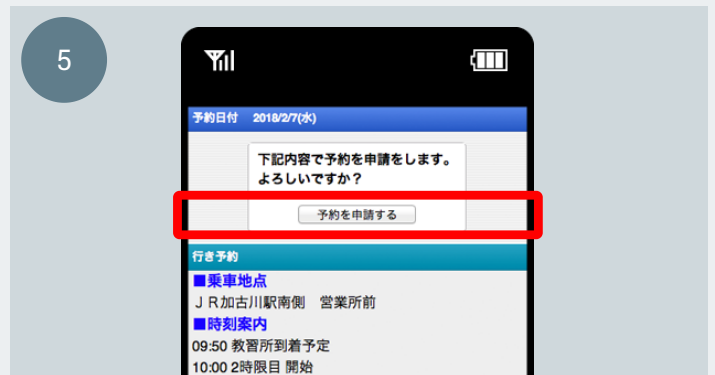 5
予約日付 2018/2/7(水)
下記内容で予約を申請をします。
よろしいですか？
予約を申請する
行き予約
■乗車地点
ＪＲ加古川駅南側　営業所前
■時刻案内
09:50 教習所到着予定
10:00 2時限目 開始